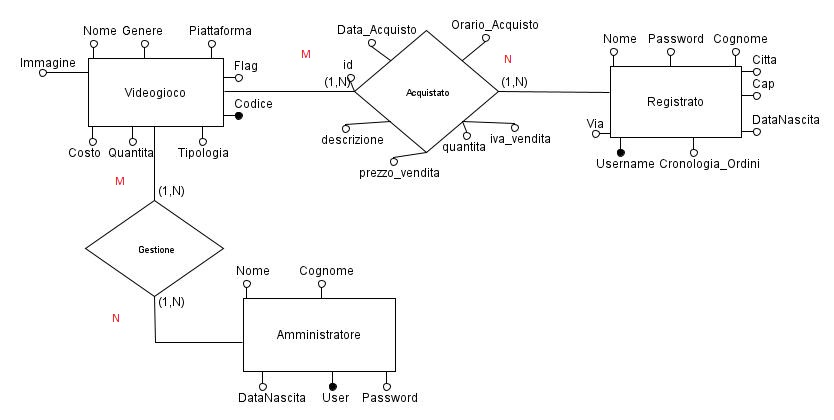 Nome Genere Piattaforma
Immagine
Flag
Videogioco
Codice
Costo Quantita Tipologia
M
Data_Acquisto
Orario_Acquisto
id
(1,N)
Acquistato
(1,N)
N
descrizione
quantita
iva_vendita
prezzo_vendita
Nome Password Cognome
Citta
Cap
Registrato
Via
DataNascita
Username Cronologia_Ordini
M
(1,N)
Gestione
(1,N)
N
Nome Cognome
Amministratore
DataNascita User Password